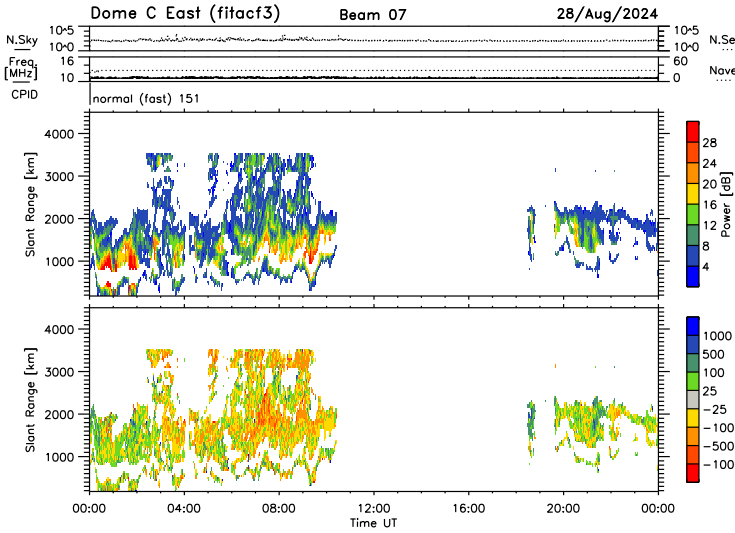 Dome C East (fitacf3) Beam 07 28/Aug/2024
N.Sky 10^5 10^0 10^5 10^0 N.Se
Freq. [MHz] 16 10 60 0 Nave
CPID normal (fast) 151
Slant Range [km] 4000 3000 2000 1000
28 24 20 16 12 8 4 Power [dB]
Slant Range [km] 4000 3000 2000 1000
1000 500 100 25 -25 -100 -500 -100
00:00 04:00 08:00 12:00 16:00 20:00 00:00
Time UT